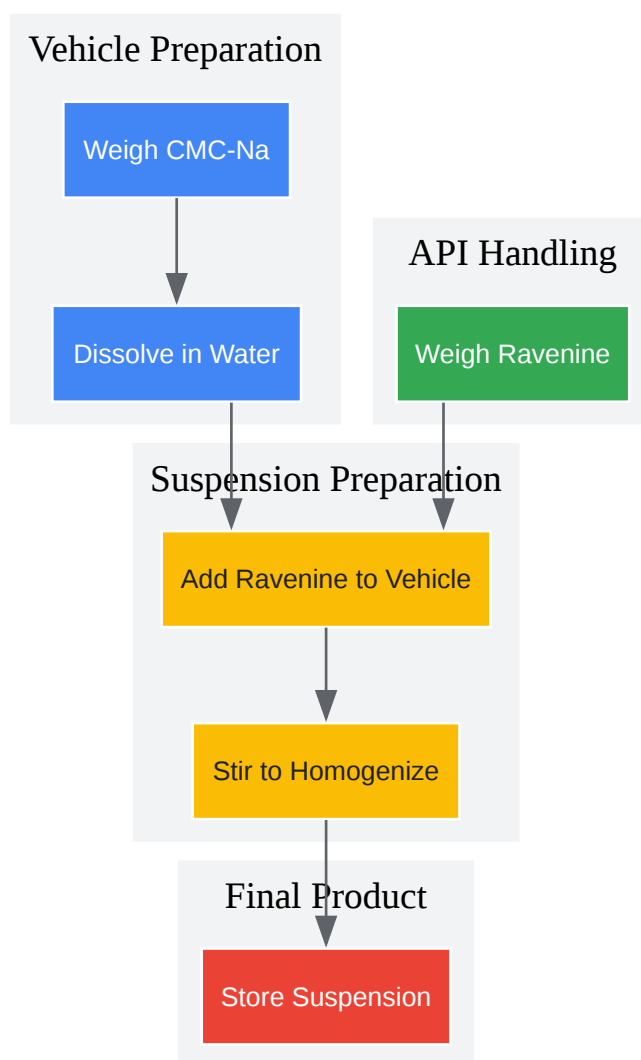 Vehicle Preparation
Weigh CMC-Na
Dissolve in Water
API Handling
Weigh Ravenine
Suspension Preparation
Add Ravenine to Vehicle
Stir to Homogenize
Final Product
Store Suspension